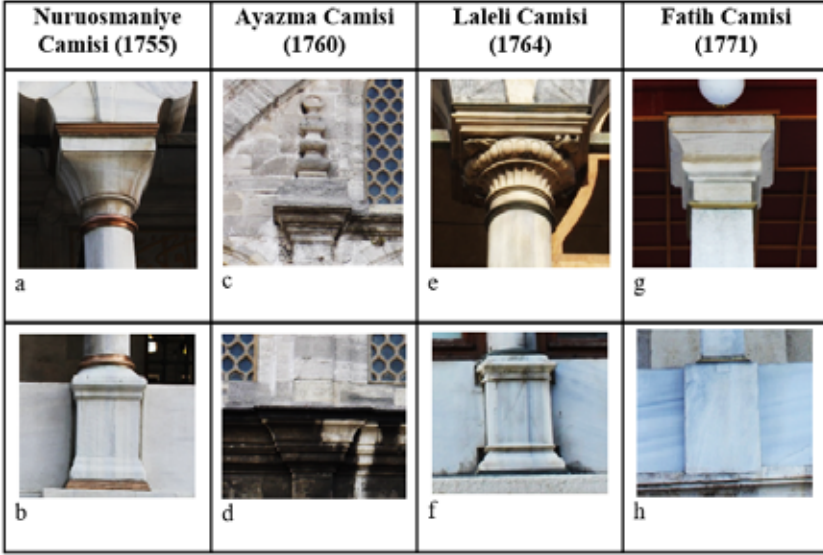 Nuruosmaniye
Camisi (1755)
Ayazma Camisi
(1760)
Laleli Camisi
(1764)
Fatih Camisi
(1771)
a
c
e
g
b
d
f
h